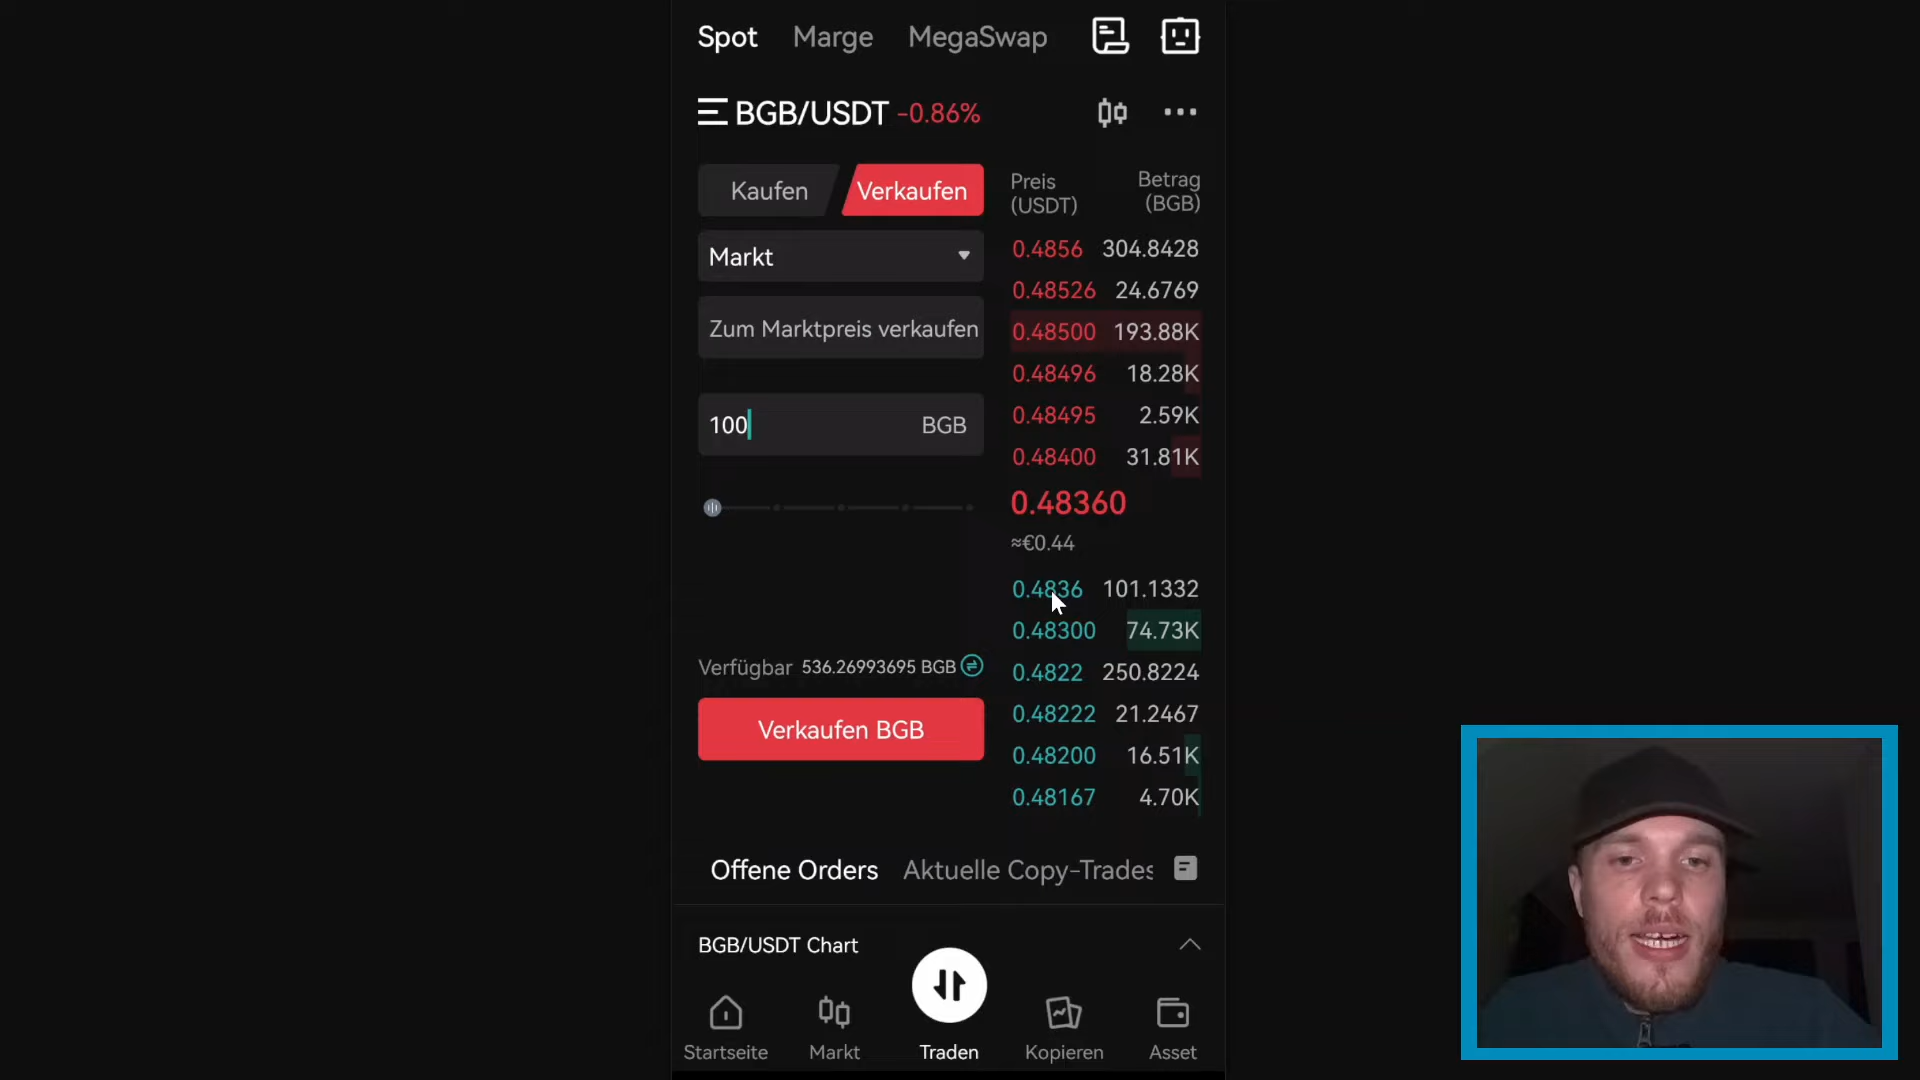 Spot Marge MegaSwap
BGB/USDT -0.86%
Kaufen Verkaufen
Markt
Zum Marktpreis verkaufen
100 BGB
Verfügbar 536.26993695 BGB
Verkaufen BGB
Preis Betrag
(USDT) (BGB)
0.4856 304.8428
0.48526 24.6769
0.48500 193.88K
0.48496 18.28K
0.48495 2.59K
0.48400 31.81K
0.48360
≈€0.44
0.4836 101.1332
0.48300 74.73K
0.4822 250.8224
0.48222 21.2467
0.48200 16.51K
0.48167 4.70K
Offene Orders Aktuelle Copy-Trades
BGB/USDT Chart
Startseite Markt Traden Kopieren Asset